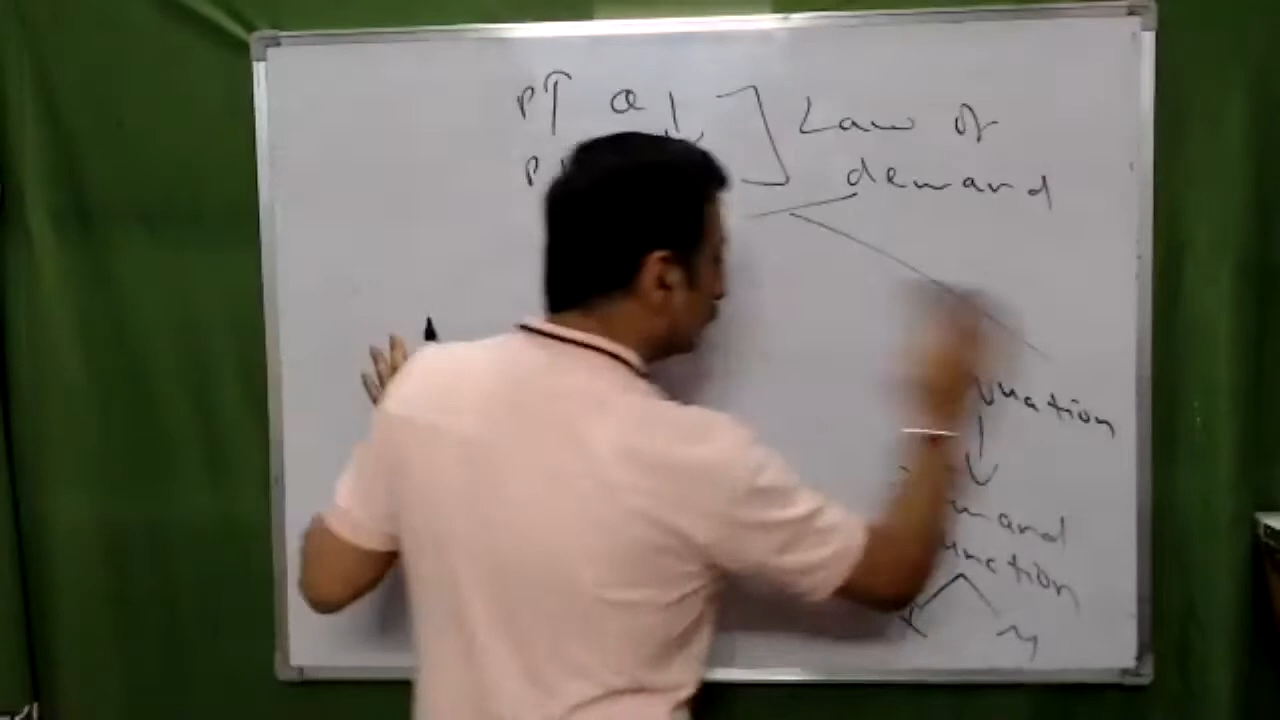 P↑ Q↓ ] Law of
P demand
uation
↓
mand
unction